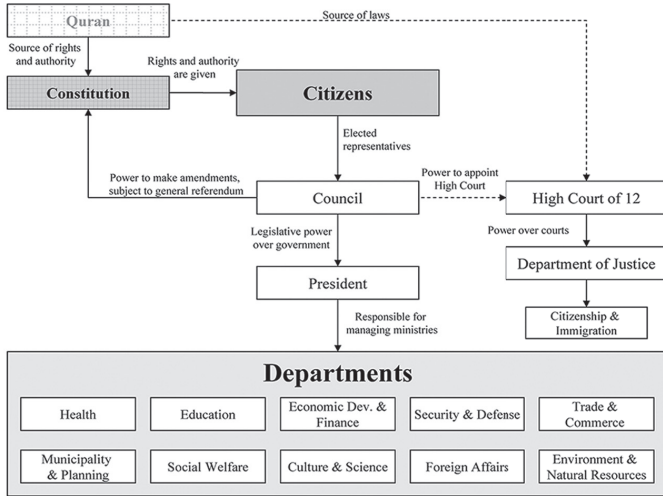 Quran
Source of laws
Source of rights
and authority
Rights and authority
are given
Constitution
Citizens
Elected
representatives
Power to make amendments,
subject to general referendum
Power to appoint
High Court
Council
High Court of 12
Legislative power
over government
Power over courts
President
Department of Justice
Responsible for
managing ministries
Citizenship &
Immigration
Departments
Health
Education
Economic Dev. &
Finance
Security & Defense
Trade &
Commerce
Municipality
& Planning
Social Welfare
Culture & Science
Foreign Affairs
Environment &
Natural Resources